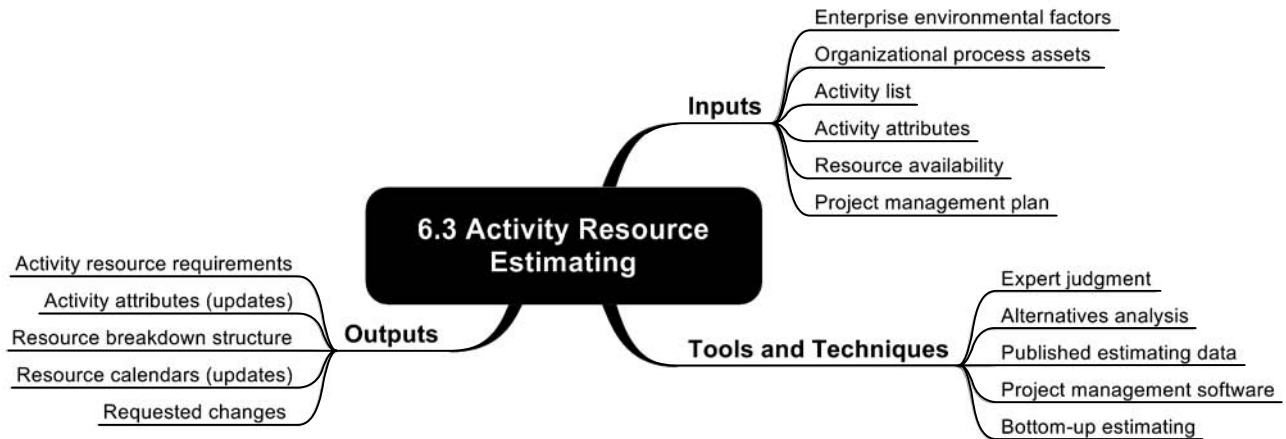 6.3 Activity Resource
Estimating
Inputs
Enterprise environmental factors
Organizational process assets
Activity list
Activity attributes
Resource availability
Project management plan
Tools and Techniques
Expert judgment
Alternatives analysis
Published estimating data
Project management software
Bottom-up estimating
Outputs
Activity resource requirements
Activity attributes (updates)
Resource breakdown structure
Resource calendars (updates)
Requested changes